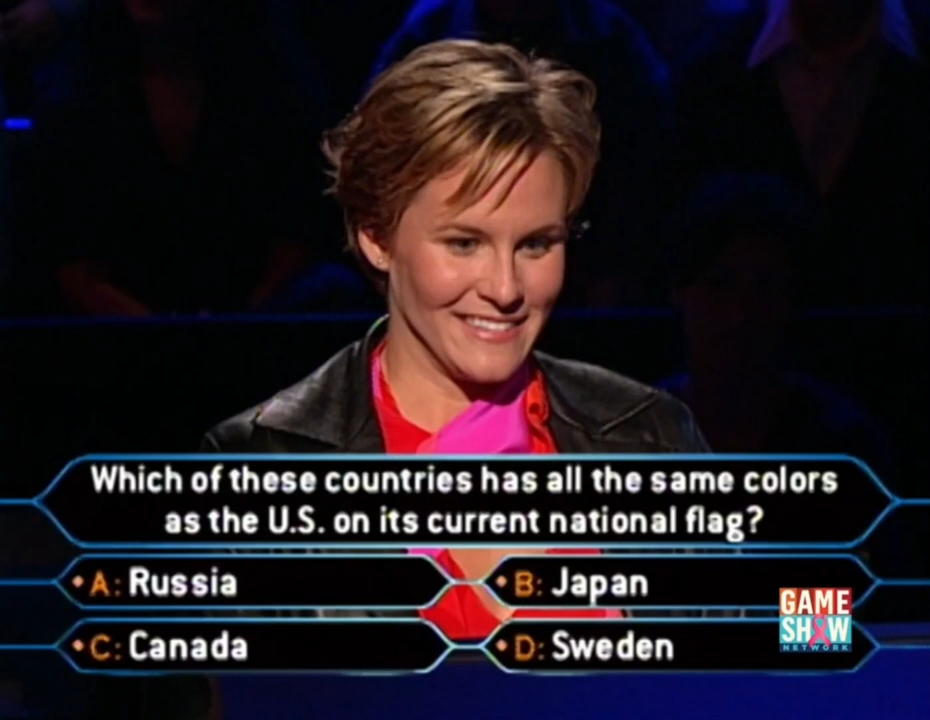 Which of these countries has all the same colors
as the U.S. on its current national flag?
A: Russia
B: Japan
C: Canada
D: Sweden
GAME
SHOW
NETWORK